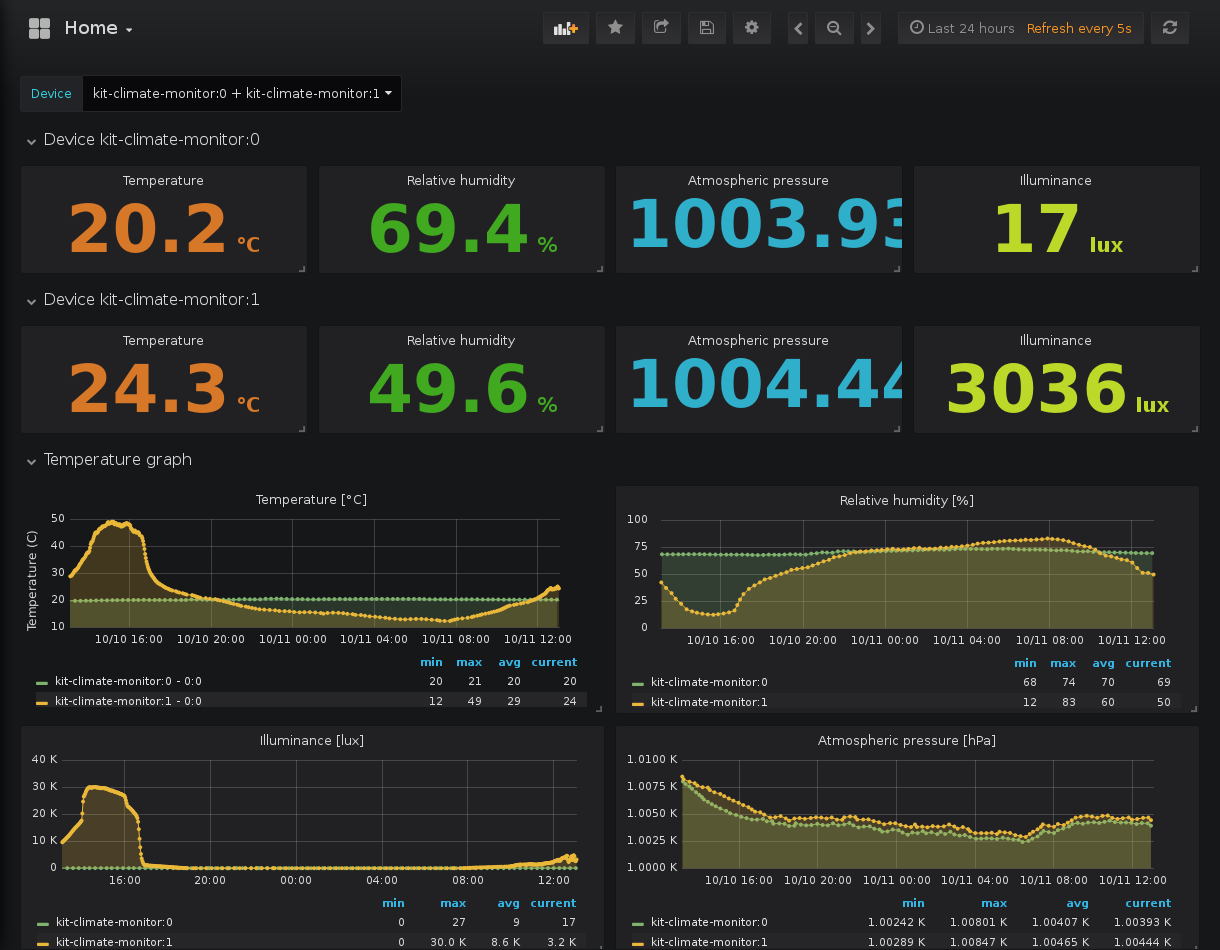 Home
Last 24 hours Refresh every 5s
Device kit-climate-monitor:0 + kit-climate-monitor:1
Device kit-climate-monitor:0
Temperature Relative humidity Atmospheric pressure Illuminance
20.2 °C 69.4 % 1003.93 17 lux
Device kit-climate-monitor:1
Temperature Relative humidity Atmospheric pressure Illuminance
24.3 °C 49.6 % 1004.44 3036 lux
Temperature graph
Temperature [°C]
Temperature (C)
50
40
30
20
10
10/10 16:00 10/10 20:00 10/11 00:00 10/11 04:00 10/11 08:00 10/11 12:00
min max avg current
kit-climate-monitor:0 - 0:0 20 21 20 20
kit-climate-monitor:1 - 0:0 12 49 29 24
Relative humidity [%]
100
75
50
25
0
10/10 16:00 10/10 20:00 10/11 00:00 10/11 04:00 10/11 08:00 10/11 12:00
min max avg current
kit-climate-monitor:0 68 74 70 69
kit-climate-monitor:1 12 83 60 50
Illuminance [lux]
40 K
30 K
20 K
10 K
0
16:00 20:00 00:00 04:00 08:00 12:00
min max avg current
kit-climate-monitor:0 0 27 9 17
kit-climate-monitor:1 0 30.0 K 8.6 K 3.2 K
Atmospheric pressure [hPa]
1.0100 K
1.0075 K
1.0050 K
1.0025 K
1.0000 K
10/10 16:00 10/10 20:00 10/11 00:00 10/11 04:00 10/11 08:00 10/11 12:00
min max avg current
kit-climate-monitor:0 1.00242 K 1.00801 K 1.00407 K 1.00393 K
kit-climate-monitor:1 1.00289 K 1.00847 K 1.00465 K 1.00444 K